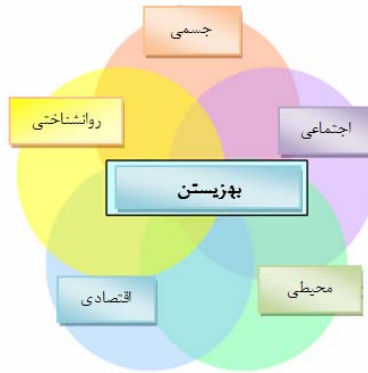 جسمی
اجتماعی
روانشناختی
بهزیستن
محیطی
اقتصادی